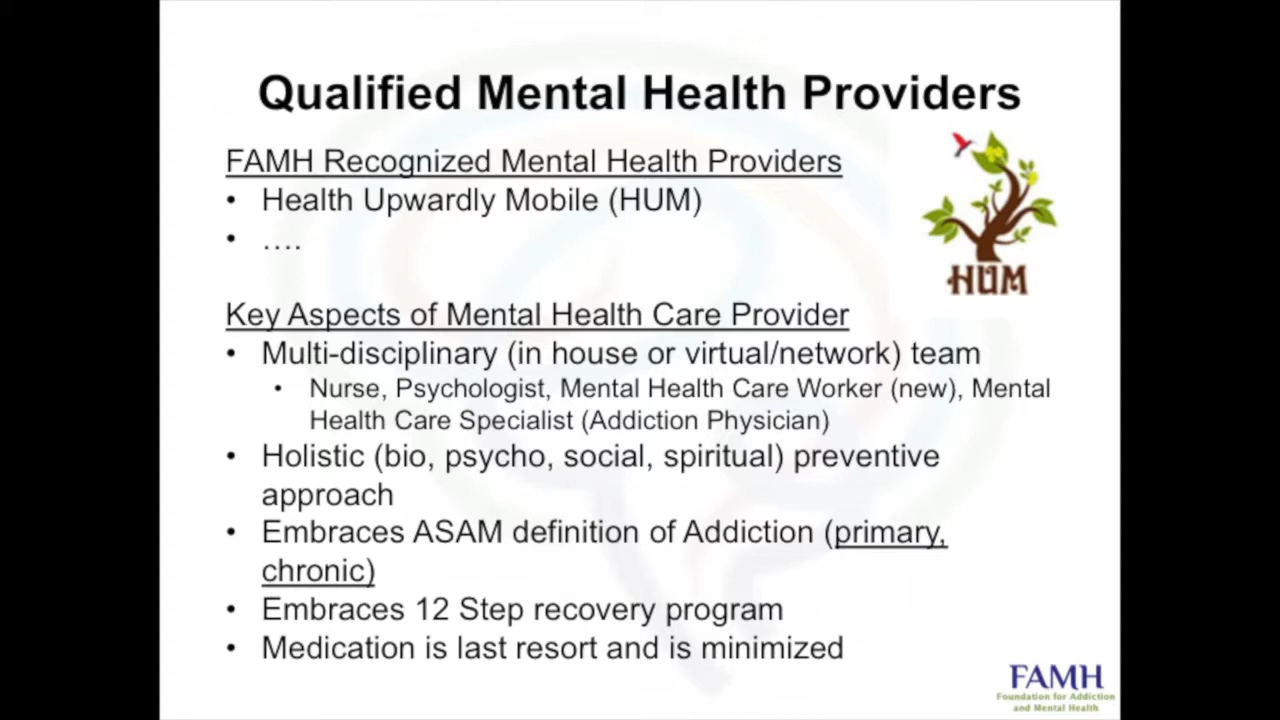 Qualified Mental Health Providers
FAMH Recognized Mental Health Providers
• Health Upwardly Mobile (HUM)
• ....
HUM
Key Aspects of Mental Health Care Provider
• Multi-disciplinary (in house or virtual/network) team
• Nurse, Psychologist, Mental Health Care Worker (new), Mental
Health Care Specialist (Addiction Physician)
• Holistic (bio, psycho, social, spiritual) preventive
approach
• Embraces ASAM definition of Addiction (primary,
chronic)
• Embraces 12 Step recovery program
• Medication is last resort and is minimized
FAMH
Foundation for Addiction
and Mental Health